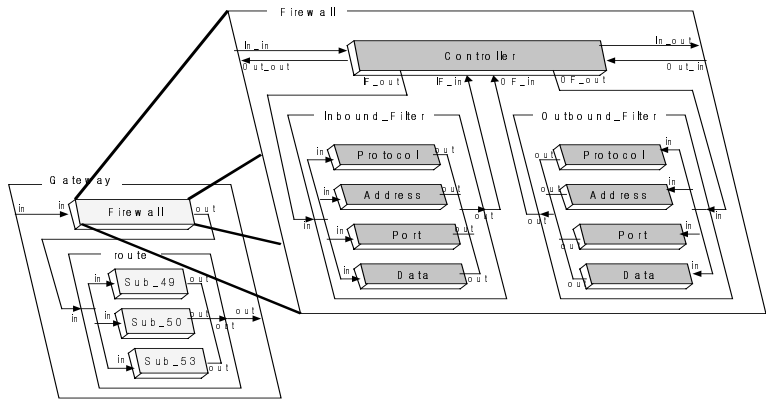 Firewall
In_in
In_out
Controller
Out_out
Out_in
IF_out
IF_in
OF_in
OF_out
Inbound_Filter
Outbound_Filter
in
Protocol
out
out
Protocol
in
in
Address
out
out
Address
in
in
out
in
out
in
Port
out
out
Port
in
in
Data
out
out
Data
in
Gateway
in
in
Firewall
out
route
in
Sub_49
out
in
in
Sub_50
out
out
out
in
Sub_53
out